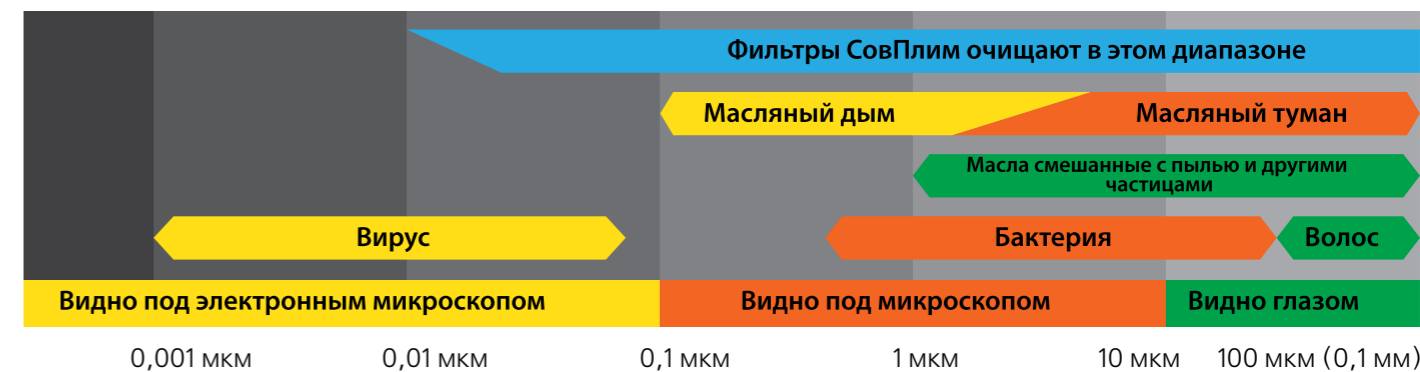 Фильтры СовПлим очищают в этом диапазоне
Масляный дым
Масляный туман
Масла смешанные с пылью и другими
частицами
Вирус
Бактерия
Волос
Видно под электронным микроскопом
Видно под микроскопом
Видно глазом
0,001 мкм
0,01 мкм
0,1 мкм
1 мкм
10 мкм
100 мкм (0,1 мм)